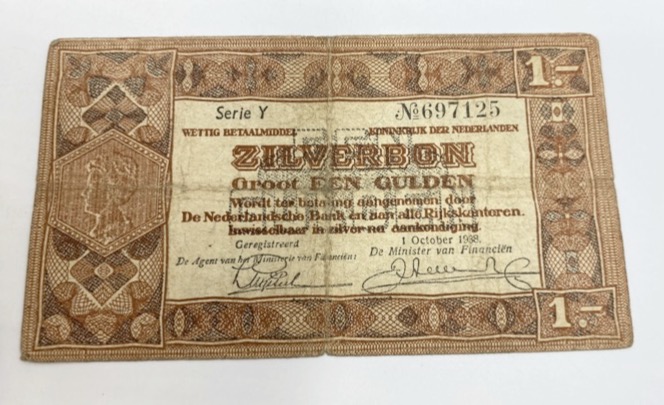 1.-
Serie Y № 697125
WETTIG BETAALMIDDEL KONINKRIJK DER NEDERLANDEN
ZILVERBON
Groot EEN GULDEN
Wordt ter betaling aangenomen door
De Nederlandsche Bank en aan alle Rijkskantoren.
Inwisselbaar in zilver na aankondiging.
Geregistreerd 1 October 1938.
De Agent van het Ministerie van Financiën: De Minister van Financiën
1.-